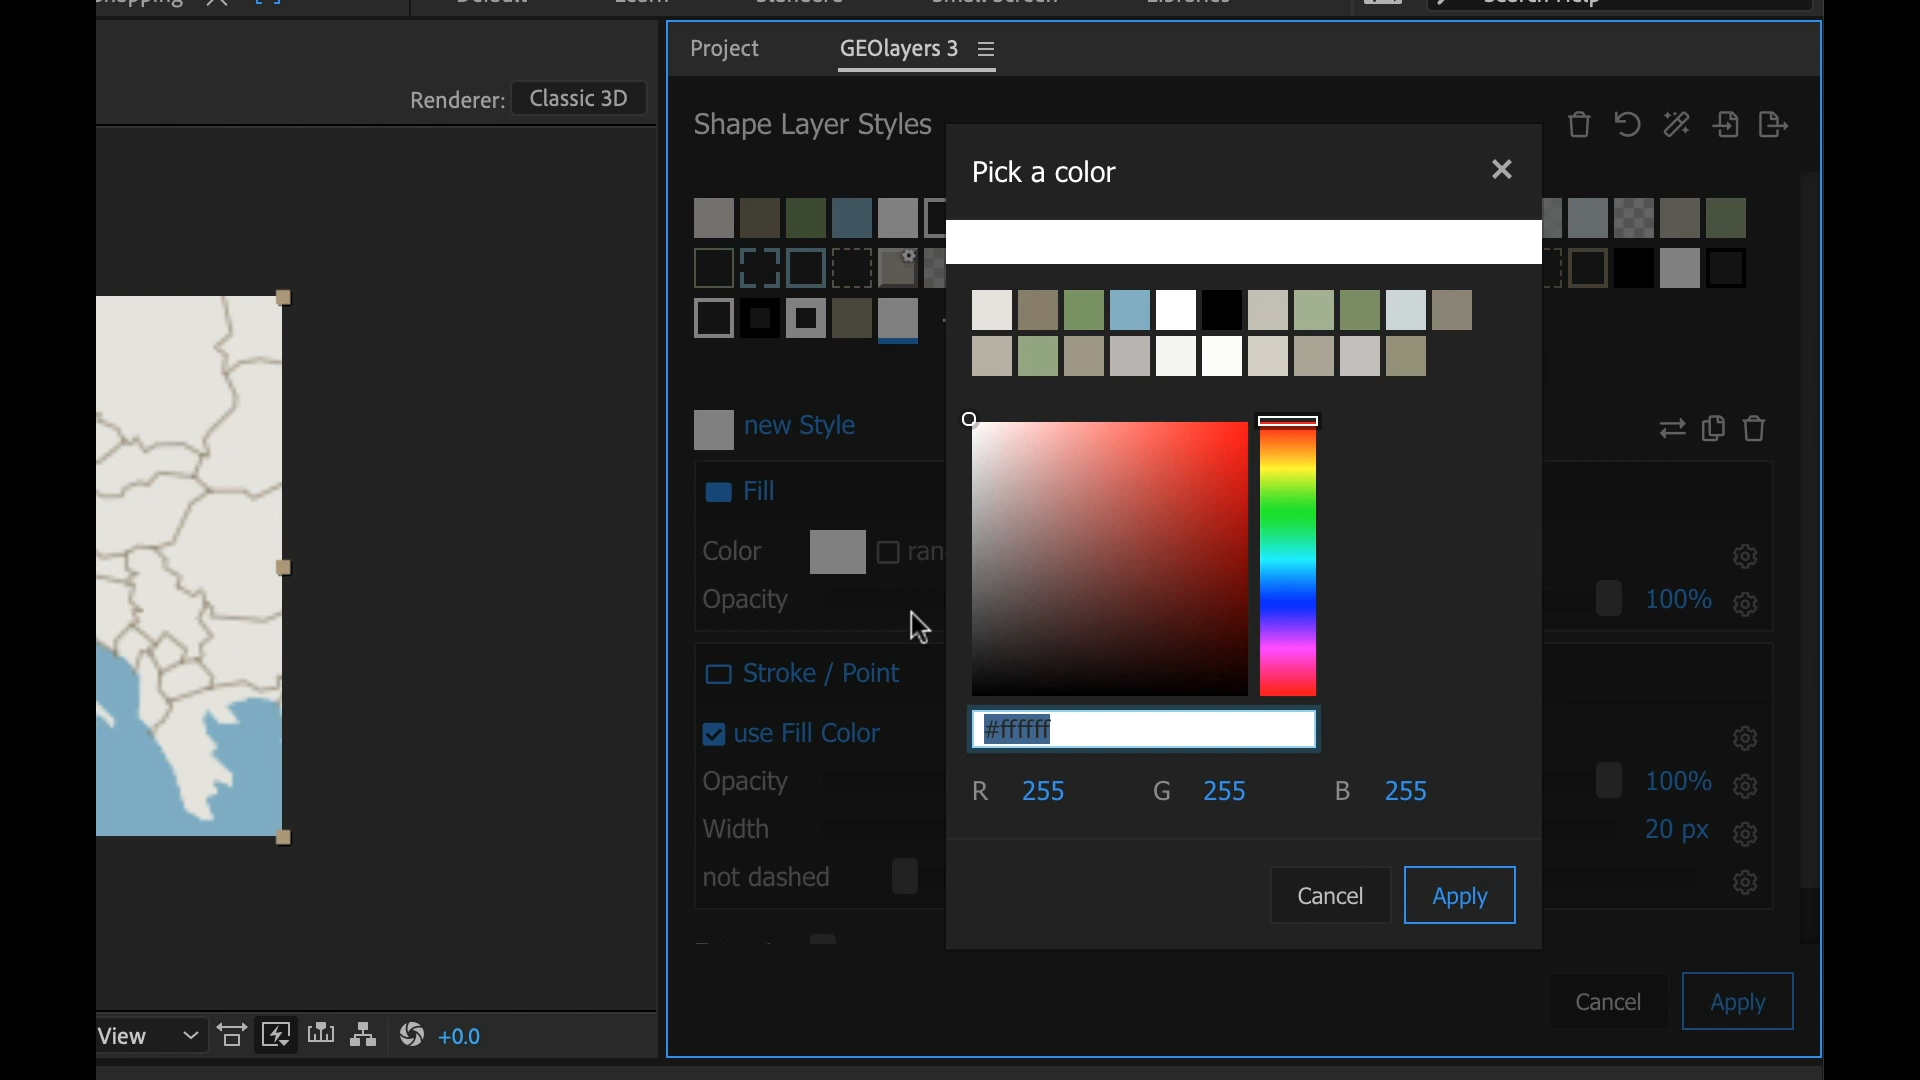 Project
GEOlayers 3
Renderer: Classic 3D
Shape Layer Styles
Pick a color
new Style
Fill
Color
Opacity
100%
Stroke / Point
use Fill Color
#ffffff
Opacity
100%
R 255 G 255 B 255
Width
20 px
not dashed
Cancel
Apply
Cancel
Apply
View
+0.0